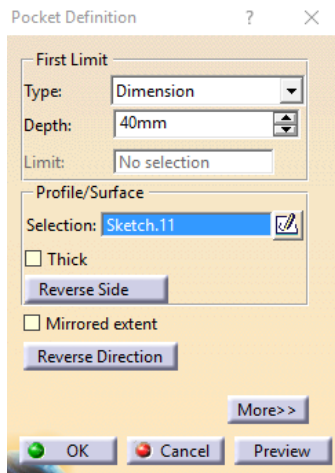 Pocket Definition ? ×
First Limit
Type: Dimension
Depth: 40mm
Limit: No selection
Profile/Surface
Selection: Sketch.11
Thick
Reverse Side
Mirrored extent
Reverse Direction
More>>
OK Cancel Preview